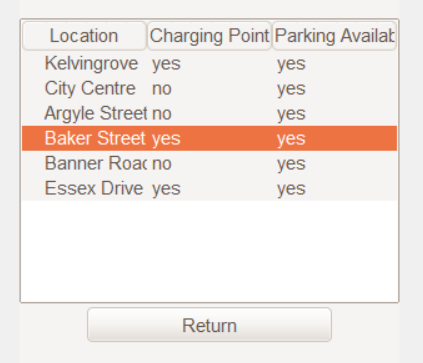 Location Charging Point Parking Availab
Kelvingrove yes yes
City Centre no yes
Argyle Street no yes
Baker Street yes yes
Banner Roac no yes
Essex Drive yes yes
Return